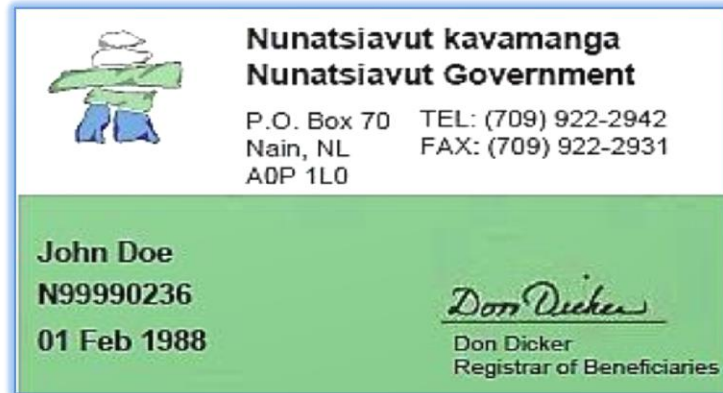 Nunatsiavut kavamanga
Nunatsiavut Government
P.O. Box 70 TEL: (709) 922-2942
Nain, NL FAX: (709) 922-2931
A0P 1L0
John Doe
N99990236
01 Feb 1988
Don Dicker
Don Dicker
Registrar of Beneficiaries